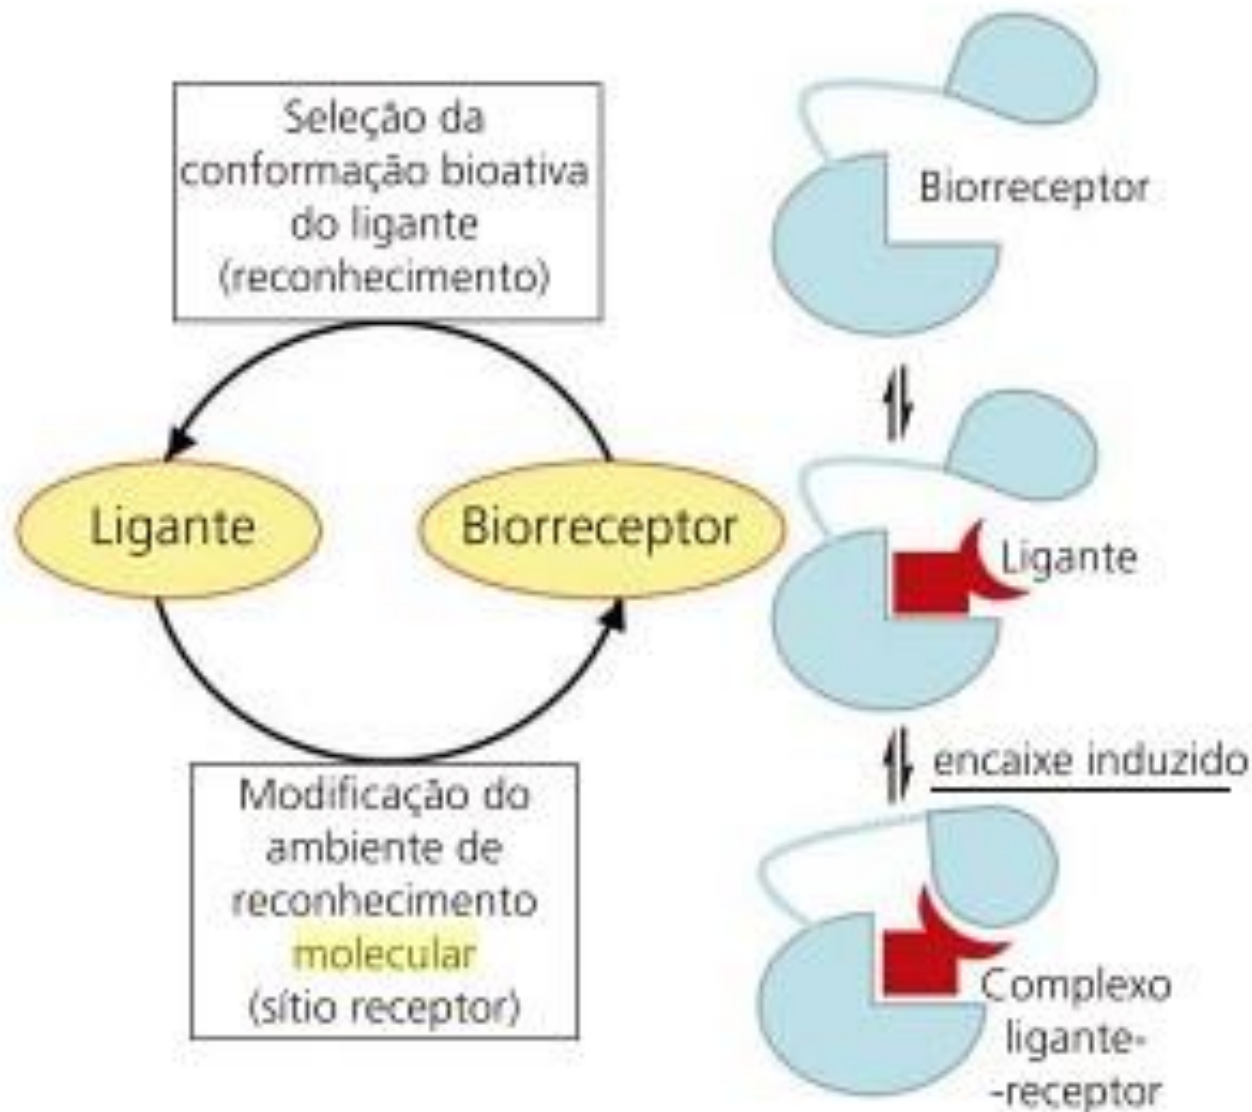 Seleção da
conformação bioativa
do ligante
(reconhecimento)
Ligante
Biorreceptor
Modificação do
ambiente de
reconhecimento
molecular
(sítio receptor)
Biorreceptor
Ligante
encaixe induzido
Complexo
ligante-
-receptor